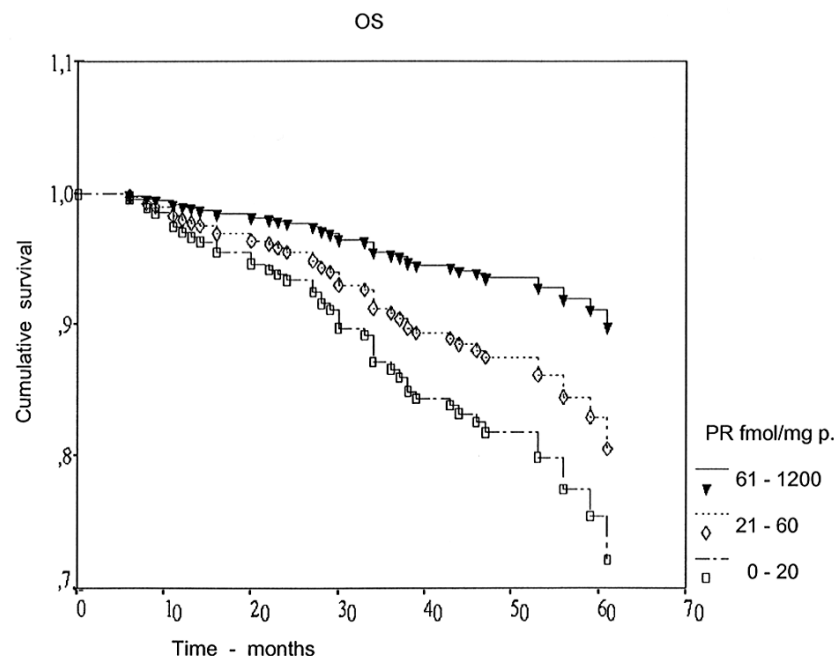 OS
1,1
1,0
,9
,8
,7
Cumulative survival
0 10 20 30 40 50 60 70
Time - months
PR fmol/mg p.
61 - 1200
21 - 60
0 - 20